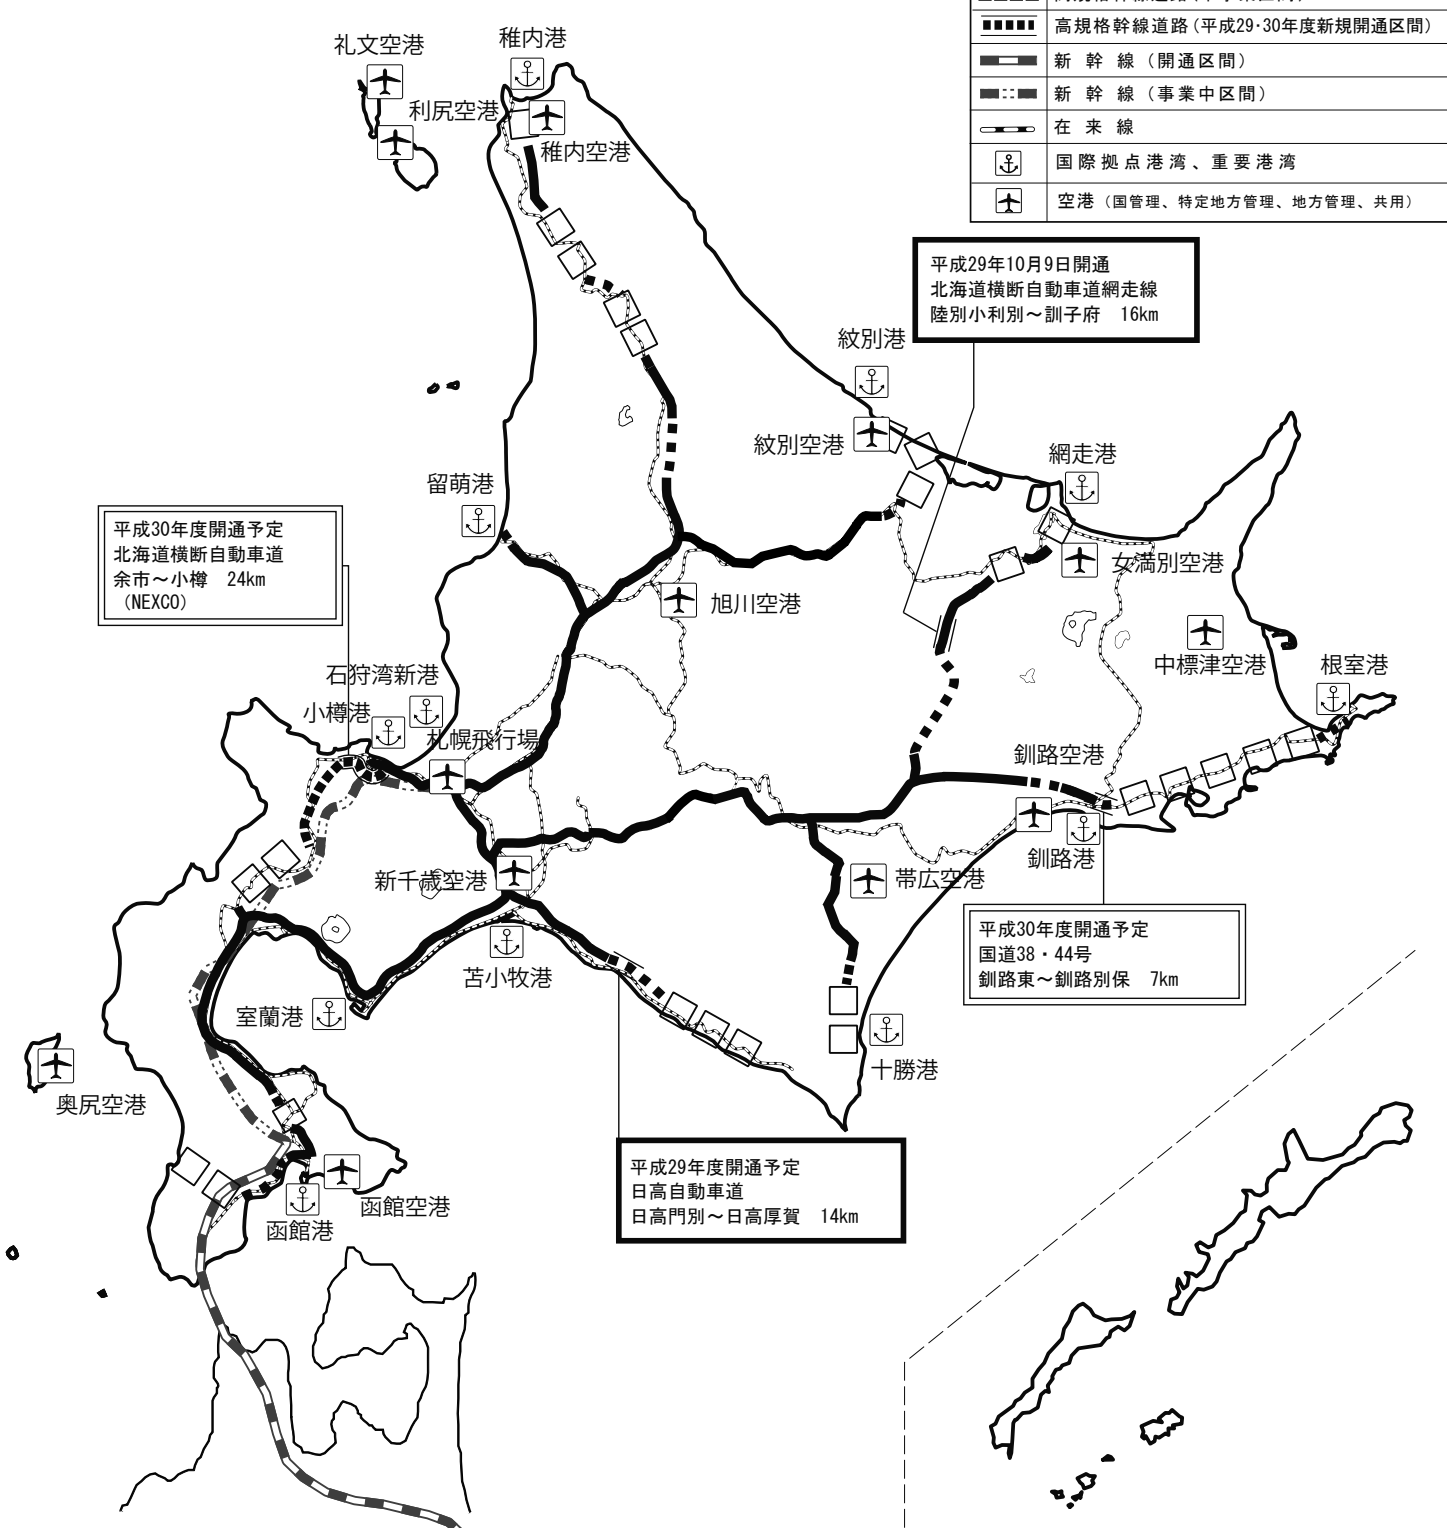 高規格幹線道路(平成29・30年度新規開通区間)
新幹線(開通区間)
新幹線(事業中区間)
在来線
国際拠点港湾、重要港湾
空港(国管理、特定地方管理、地方管理、共用)
礼文空港
稚内港
利尻空港
稚内空港
平成29年10月9日開通
北海道横断自動車道網走線
陸別小利別～訓子府 16km
紋別港
紋別空港
網走港
留萌港
平成30年度開通予定
北海道横断自動車道
余市～小樽 24km
(NEXCO)
女満別空港
旭川空港
中標津空港
根室港
石狩湾新港
小樽港
札幌飛行場
釧路空港
釧路港
新千歳空港
帯広空港
平成30年度開通予定
国道38・44号
釧路東～釧路別保 7km
苫小牧港
室蘭港
十勝港
奥尻空港
平成29年度開通予定
日高自動車道
日高門別～日高厚賀 14km
函館空港
函館港